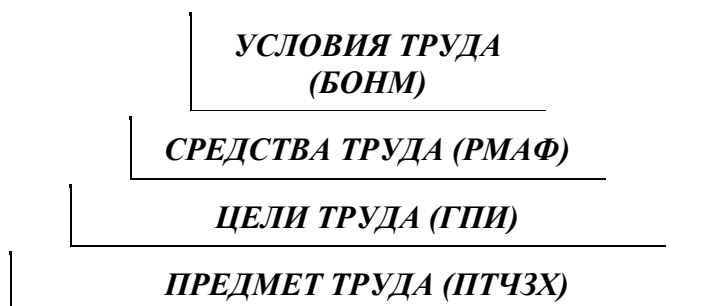 УСЛОВИЯ ТРУДА
(БОНМ)
СРЕДСТВА ТРУДА (РМАФ)
ЦЕЛИ ТРУДА (ГПИ)
ПРЕДМЕТ ТРУДА (ПТЧЗХ)